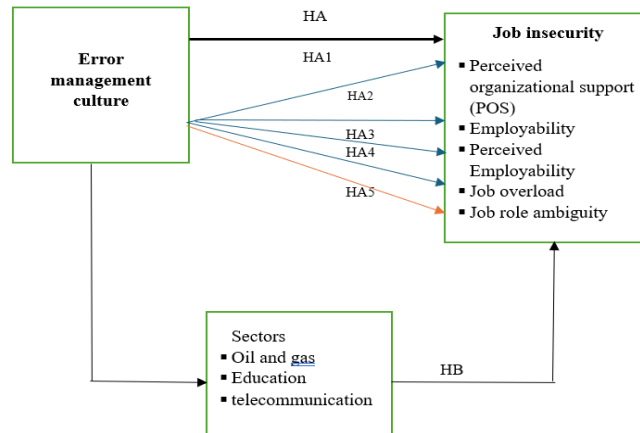 Error
management
culture
HA
HA1
HA2
HA3
HA4
HA5
Job insecurity
▪ Perceived
organizational support
(POS)
▪ Employability
▪ Perceived
Employability
▪ Job overload
▪ Job role ambiguity
Sectors
▪ Oil and gas
▪ Education
▪ telecommunication
HB